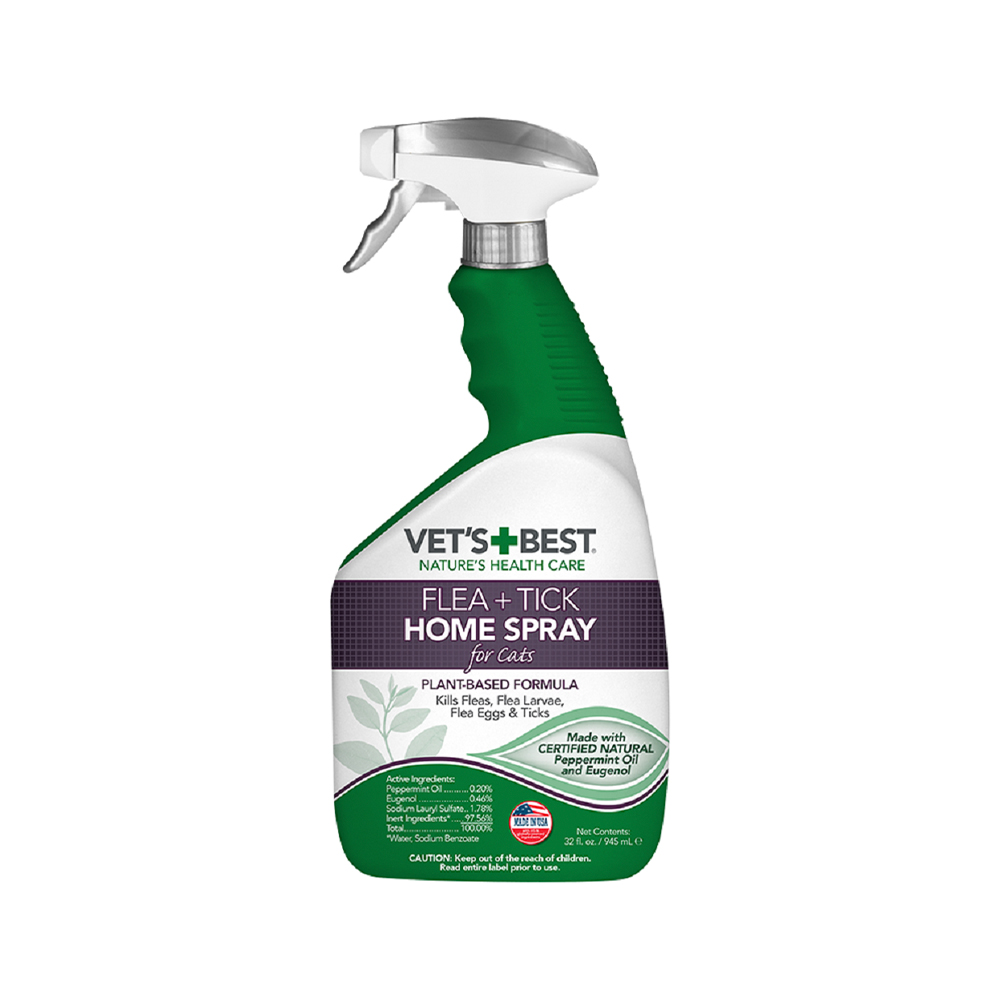 VET'S+BEST®
NATURE'S HEALTH CARE
FLEA + TICK
HOME SPRAY
for Cats
PLANT-BASED FORMULA
Kills Fleas, Flea Larvae,
Flea Eggs & Ticks
Made with
CERTIFIED NATURAL
Peppermint Oil
and Eugenol
Active Ingredients:
Peppermint Oil .......... 0.20%
Eugenol .................... 0.46%
Sodium Lauryl Sulfate.. 1.78%
Inert Ingredients* .... 97.56%
Total...................... 100.00%
*Water, Sodium Benzoate
MADE IN USA
Net Contents:
32 fl. oz. / 945 mL e
CAUTION: Keep out of the reach of children.
Read entire label prior to use.